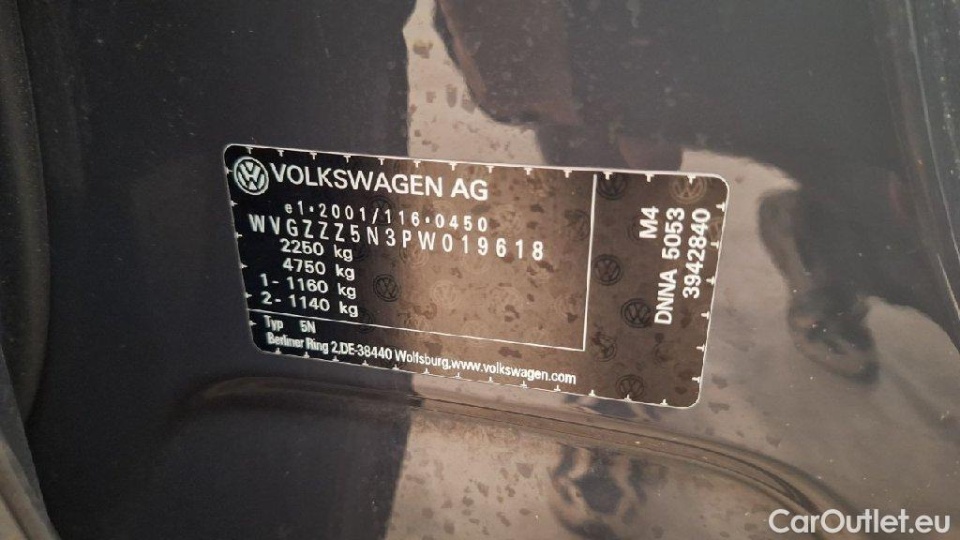 VOLKSWAGEN AG
e1*2001/116*0450
WVGZZZ5N3PW019618
2250 kg
4750 kg
1 - 1160 kg
2 - 1140 kg
Typ 5N
Berliner Ring 2,DE-38440 Wolfsburg,www.volkswagen.com
M4
DNNA 5053
3942840
CarOutlet.eu